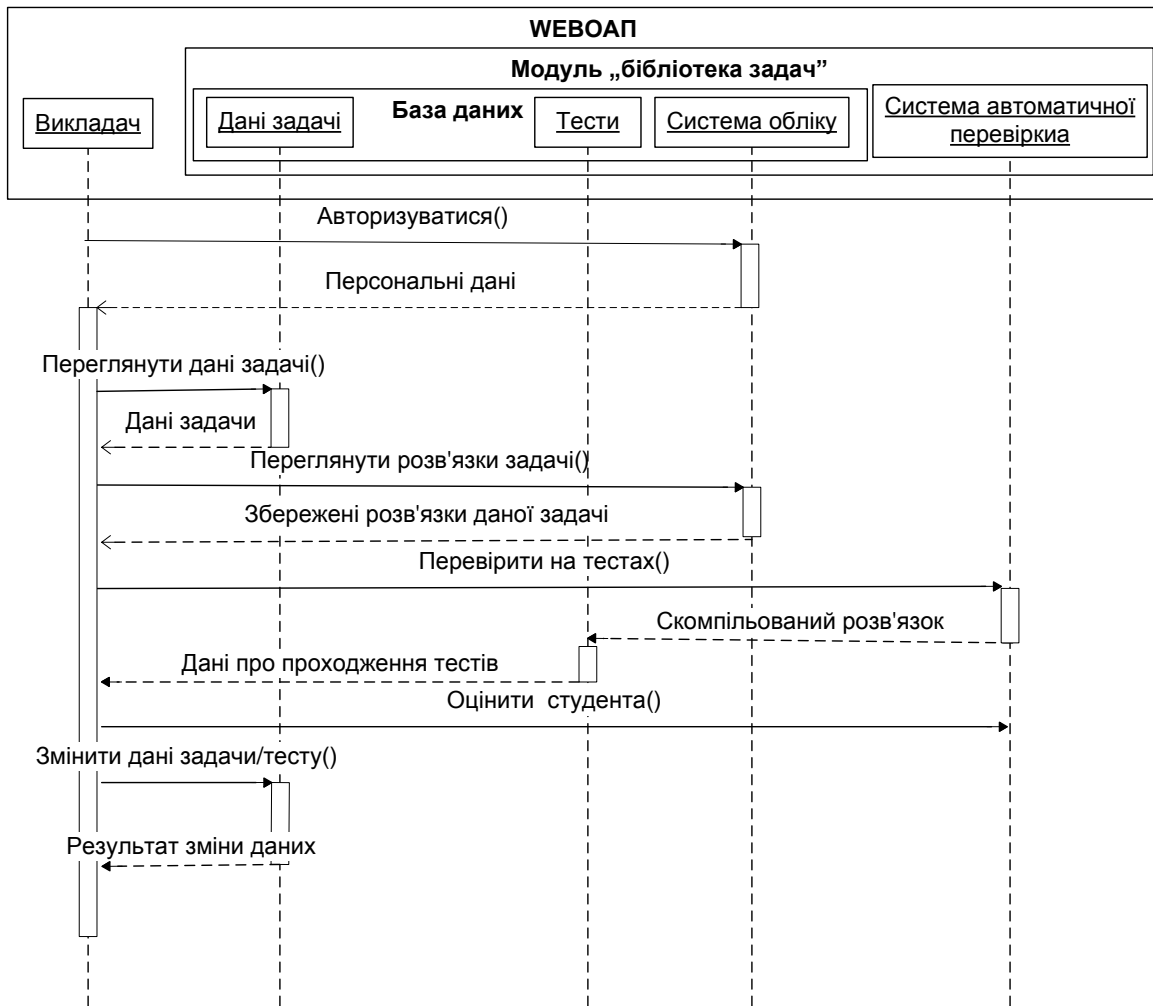 WEBОАП
Модуль „бібліотека задач”
База даних
Викладач
Дані задачі
Тести
Система обліку
Система автоматичної
перевіркиа
Авторизуватися()
Персональні дані
Переглянути дані задачі()
Дані задачи
Переглянути розв'язки задачі()
Збережені розв'язки даної задачі
Перевірити на тестах()
Скомпільований розв'язок
Дані про проходження тестів
Оцінити студента()
Змінити дані задачи/тесту()
Результат зміни даних